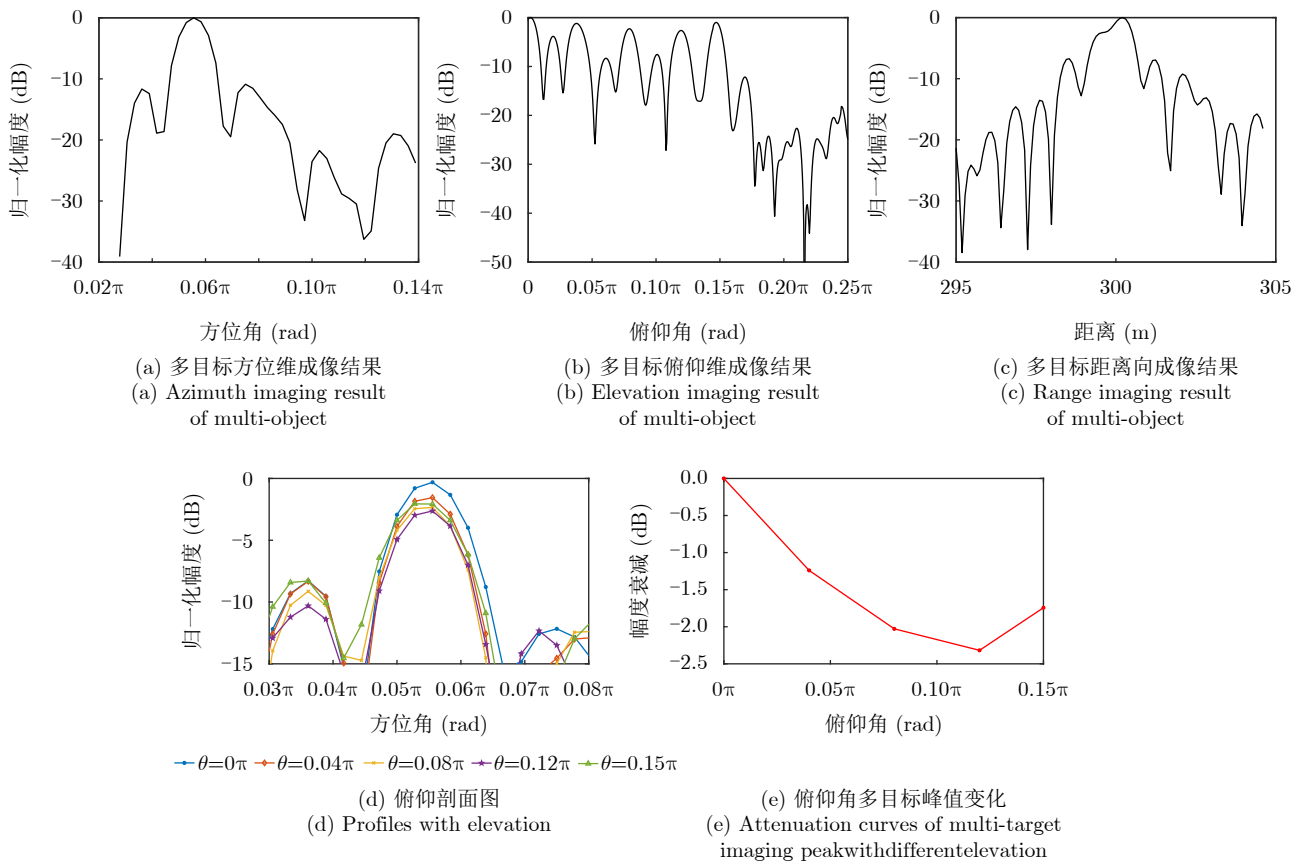 0
−10
−20
−30
−40
归一化幅度 (dB)
0.02π 0.06π 0.10π 0.14π
方位角 (rad)
(a) 多目标方位维成像结果
(a) Azimuth imaging result
of multi-object
0
−10
−20
−30
−40
−50
归一化幅度 (dB)
0 0.05π 0.10π 0.15π 0.20π 0.25π
俯仰角 (rad)
(b) 多目标俯仰维成像结果
(b) Elevation imaging result
of multi-object
0
−10
−20
−30
−40
归一化幅度 (dB)
295 300 305
距离 (m)
(c) 多目标距离向成像结果
(c) Range imaging result
of multi-object
0
−5
−10
−15
归一化幅度 (dB)
0.03π 0.04π 0.05π 0.06π 0.07π 0.08π
方位角 (rad)
θ=0π θ=0.04π θ=0.08π θ=0.12π θ=0.15π
(d) 俯仰剖面图
(d) Profiles with elevation
0.0
−0.5
−1.0
−1.5
−2.0
−2.5
幅度衰减 (dB)
0π 0.05π 0.10π 0.15π
俯仰角 (rad)
(e) 俯仰角多目标峰值变化
(e) Attenuation curves of multi-target
imaging peakwithdifferentelevation